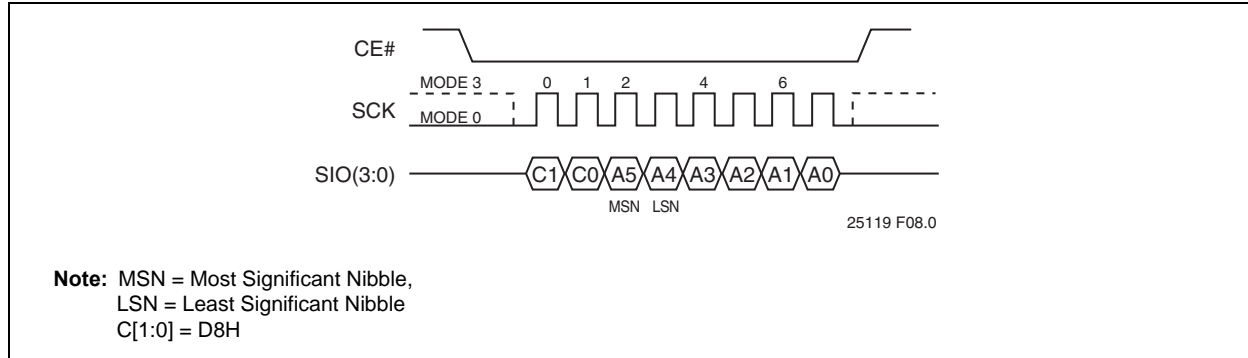 CE#
MODE 3 0 1 2 4 6
SCK
MODE 0
SIO(3:0) C1 C0 A5 A4 A3 A2 A1 A0
MSN LSN
25119 F08.0
Note: MSN = Most Significant Nibble,
LSN = Least Significant Nibble
C[1:0] = D8H